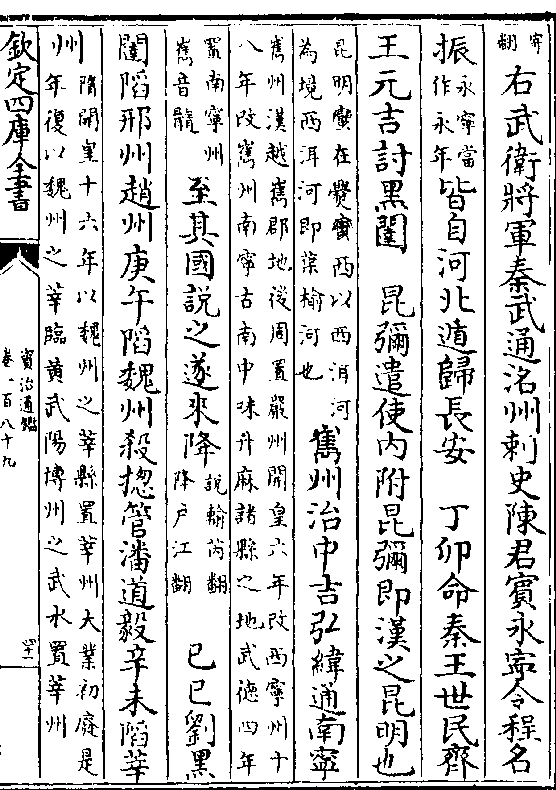 寄翻右武衛將軍秦武通洺州刺史陳君賓永寧令程名
振永寧當作永年皆自河北遁歸長安　丁卯命秦王世民齊
王元吉討黑闥　昆彌遣使内附昆彌即漢之昆明也
昆明蠻在爨蠻西以西洱河為境西洱河即葉榆河也巂州治中吉弘緯通南寧
巂州漢越巂郡地後周置嚴州開皇六年改西寧州十八年改巂州南寧古南中味升麻諸縣之地武德四年
置南寧州巂音髓至其國說之遂來降說輸芮翻降户江翻　已巳劉黑
闥陷邢州趙州庚午陷魏州殺揔管潘道毅辛未陷莘
州隋開皇十六年以魏州之莘縣置莘州大業初廢是年復以魏州之莘臨黄武陽博州之武水置莘州
欽定四庫全書
資治通鑑
卷一百八十九
四十一